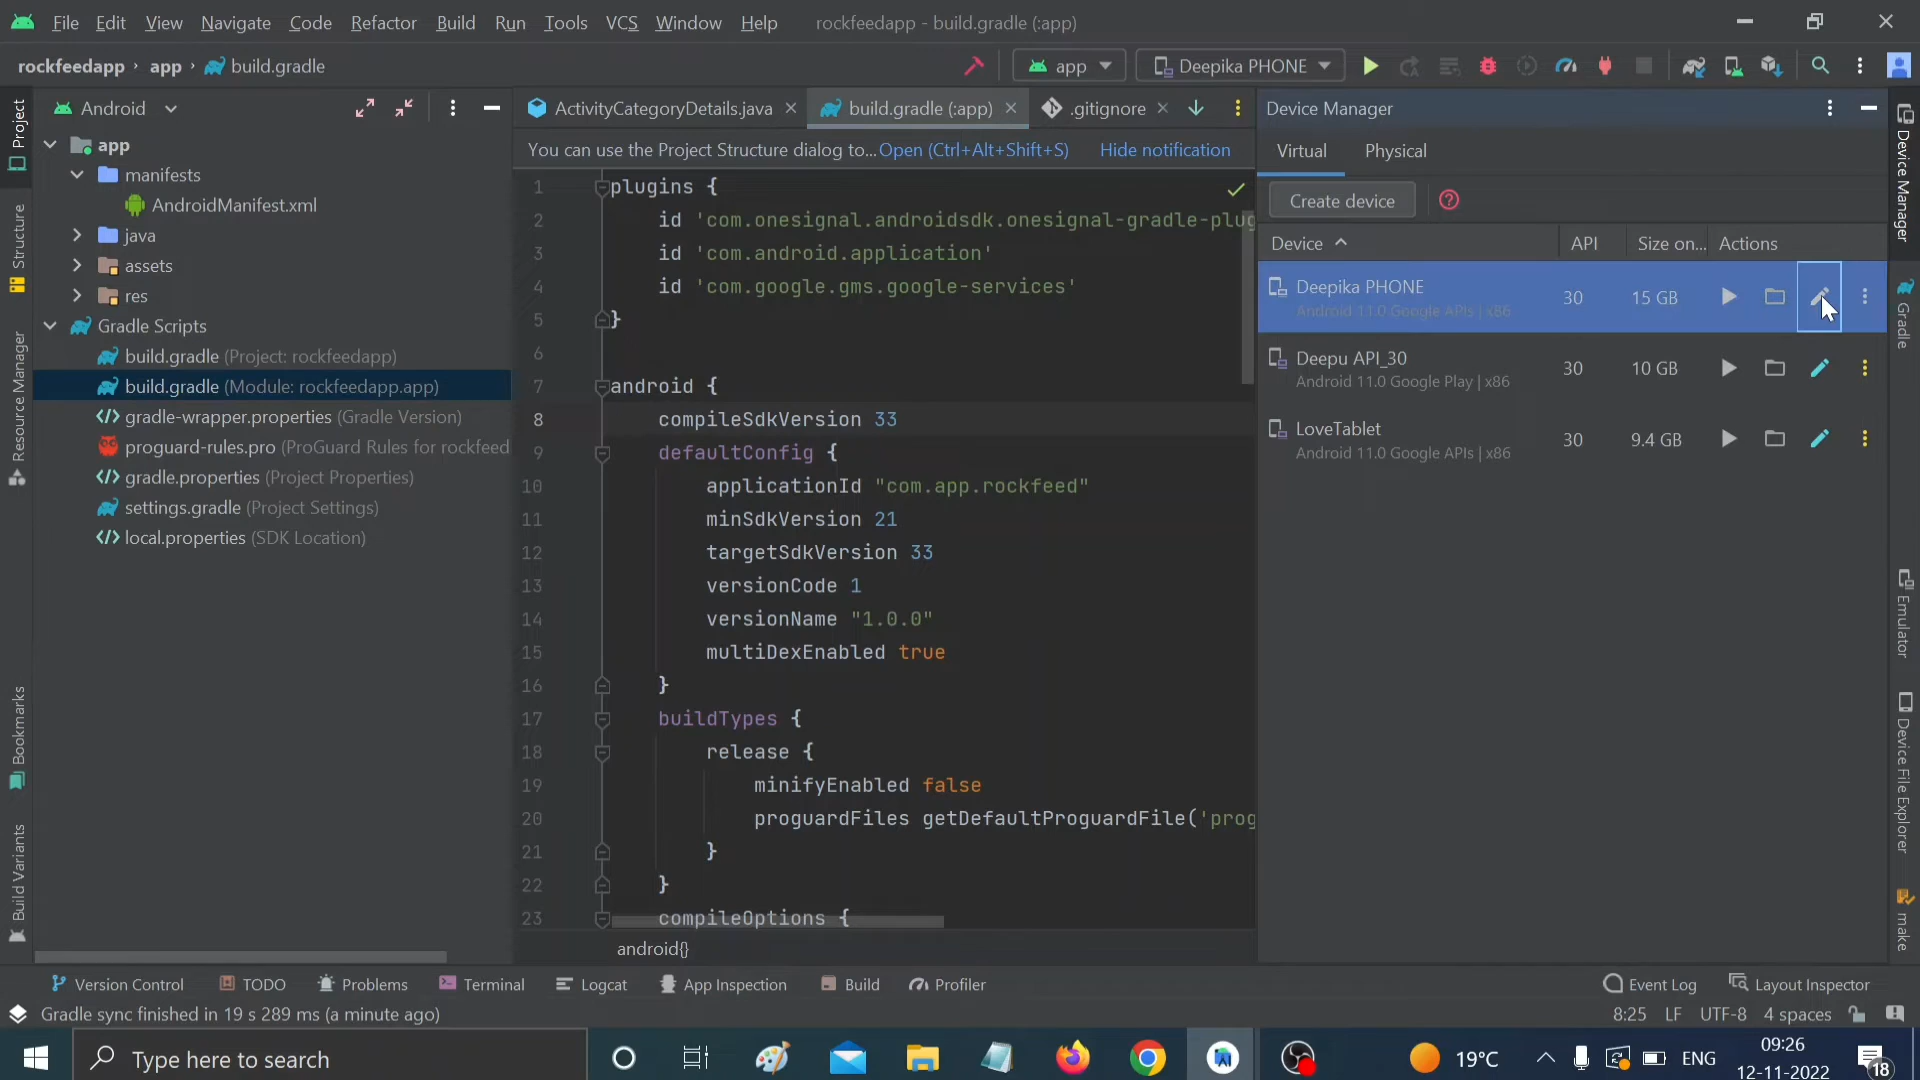 File Edit View Navigate Code Refactor Build Run Tools VCS Window Help rockfeedapp - build.gradle (:app)
rockfeedapp app build.gradle
app Deepika PHONE
Android
ActivityCategoryDetails.java build.gradle (:app) .gitignore
Device Manager
You can use the Project Structure dialog to... Open (Ctrl+Alt+Shift+S) Hide notification
Virtual Physical
Create device
Device API Size on... Actions
Deepika PHONE
Android 11.0 Google APIs | x86
30 15 GB
Deepu API_30
Android 11.0 Google Play | x86
30 10 GB
LoveTablet
Android 11.0 Google APIs | x86
30 9.4 GB
app
manifests
AndroidManifest.xml
java
assets
res
Gradle Scripts
build.gradle (Project: rockfeedapp)
build.gradle (Module: rockfeedapp.app)
gradle-wrapper.properties (Gradle Version)
proguard-rules.pro (ProGuard Rules for rockfeed
gradle.properties (Project Properties)
settings.gradle (Project Settings)
local.properties (SDK Location)
1 plugins {
2 id 'com.onesignal.androidsdk.onesignal-gradle-plug
3 id 'com.android.application'
4 id 'com.google.gms.google-services'
5 }
6
7 android {
8 compileSdkVersion 33
9 defaultConfig {
10 applicationId "com.app.rockfeed"
11 minSdkVersion 21
12 targetSdkVersion 33
13 versionCode 1
14 versionName "1.0.0"
15 multiDexEnabled true
16 }
17 buildTypes {
18 release {
19 minifyEnabled false
20 proguardFiles getDefaultProguardFile('prog
21 }
22 }
23 compileOptions {
android{}
Project
Structure
Resource Manager
Bookmarks
Build Variants
Device Manager
Gradle
Emulator
Device File Explorer
make
Version Control TODO Problems Terminal Logcat App Inspection Build Profiler Event Log Layout Inspector
Gradle sync finished in 19 s 289 ms (a minute ago) 8:25 LF UTF-8 4 spaces
Type here to search
19°C ENG
09:26
12-11-2022
18